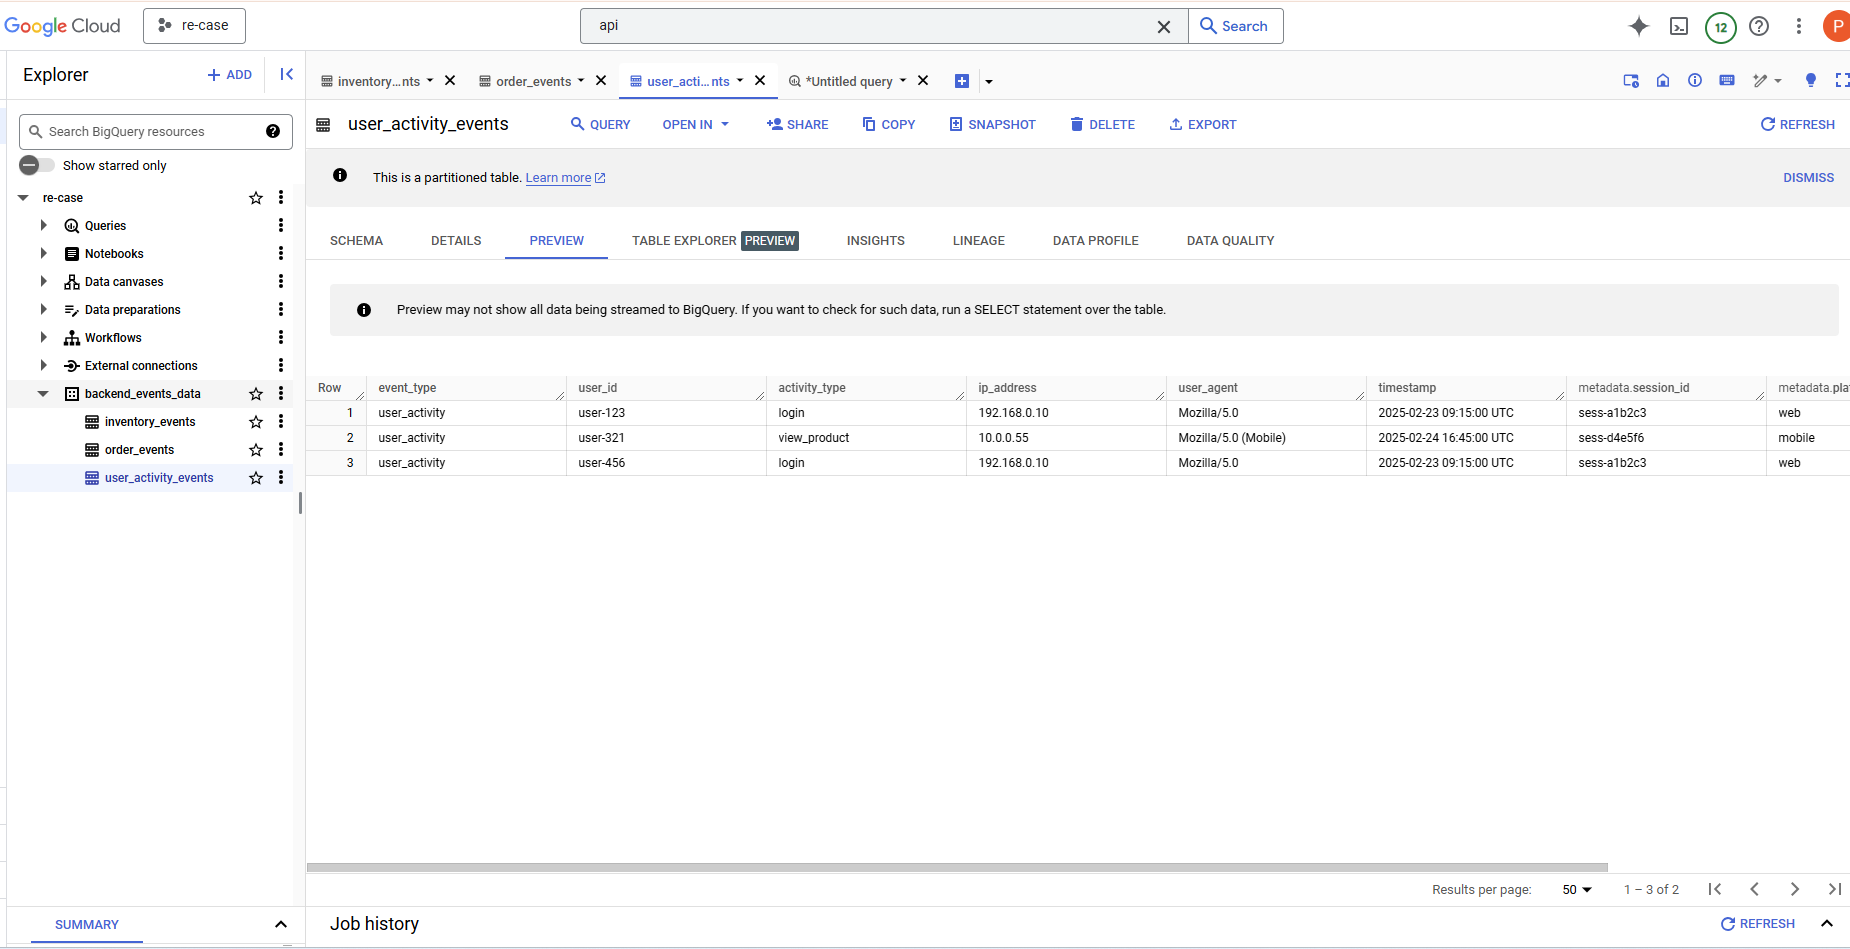 Google Cloud
re-case
api
Search
12
P
Explorer
ADD
Search BigQuery resources
Show starred only
re-case
Queries
Notebooks
Data canvases
Data preparations
Workflows
External connections
backend_events_data
inventory_events
order_events
user_activity_events
SUMMARY
inventory...nts
order_events
user_acti...nts
*Untitled query
user_activity_events
QUERY
OPEN IN
SHARE
COPY
SNAPSHOT
DELETE
EXPORT
REFRESH
This is a partitioned table. Learn more
DISMISS
SCHEMA
DETAILS
PREVIEW
TABLE EXPLORER PREVIEW
INSIGHTS
LINEAGE
DATA PROFILE
DATA QUALITY
Preview may not show all data being streamed to BigQuery. If you want to check for such data, run a SELECT statement over the table.
Row event_type user_id activity_type ip_address user_agent timestamp metadata.session_id metadata.pla
1 user_activity user-123 login 192.168.0.10 Mozilla/5.0 2025-02-23 09:15:00 UTC sess-a1b2c3 web
2 user_activity user-321 view_product 10.0.0.55 Mozilla/5.0 (Mobile) 2025-02-24 16:45:00 UTC sess-d4e5f6 mobile
3 user_activity user-456 login 192.168.0.10 Mozilla/5.0 2025-02-23 09:15:00 UTC sess-a1b2c3 web
Results per page: 50 1 – 3 of 2
Job history
REFRESH